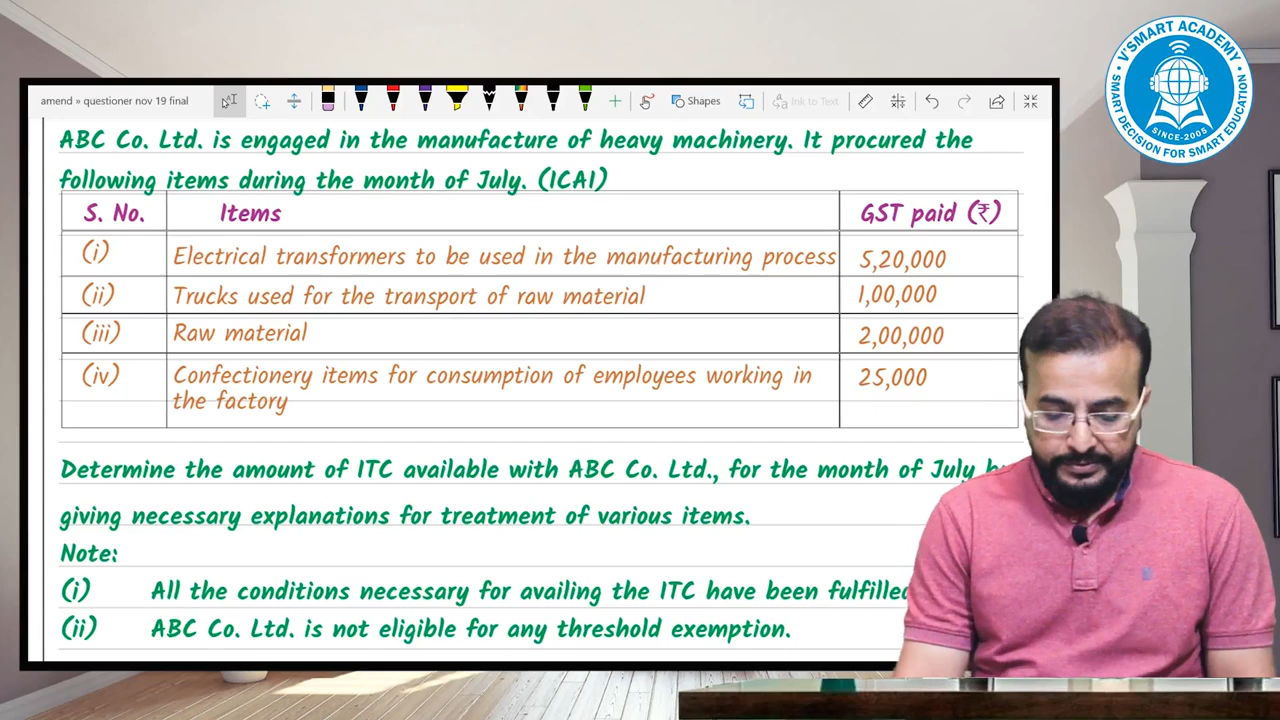 amend » questioner nov 19 final
Shapes
Ink to Text
V'SMART ACADEMY
SMART DECISION FOR SMART EDUCATION
SINCE-2005
ABC Co. Ltd. is engaged in the manufacture of heavy machinery. It procured the
following items during the month of July. (ICAI)
S. No. Items GST paid (₹)
(i) Electrical transformers to be used in the manufacturing process 5,20,000
(ii) Trucks used for the transport of raw material 1,00,000
(iii) Raw material 2,00,000
(iv) Confectionery items for consumption of employees working in 25,000
the factory
Determine the amount of ITC available with ABC Co. Ltd., for the month of July
giving necessary explanations for treatment of various items.
Note:
(i) All the conditions necessary for availing the ITC have been fulfilled
(ii) ABC Co. Ltd. is not eligible for any threshold exemption.